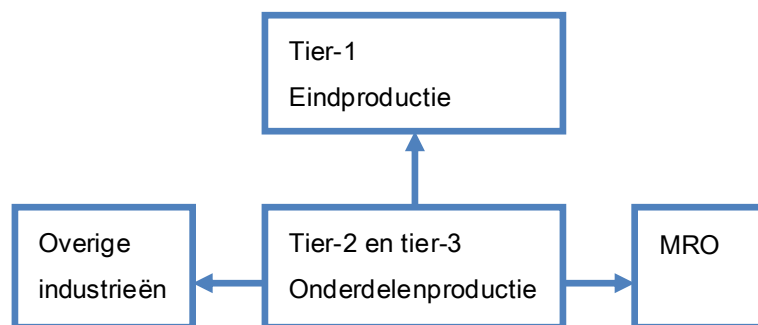 Tier-1
Eindproductie
Overige
industrieën
Tier-2 en tier-3
Onderdelenproductie
MRO